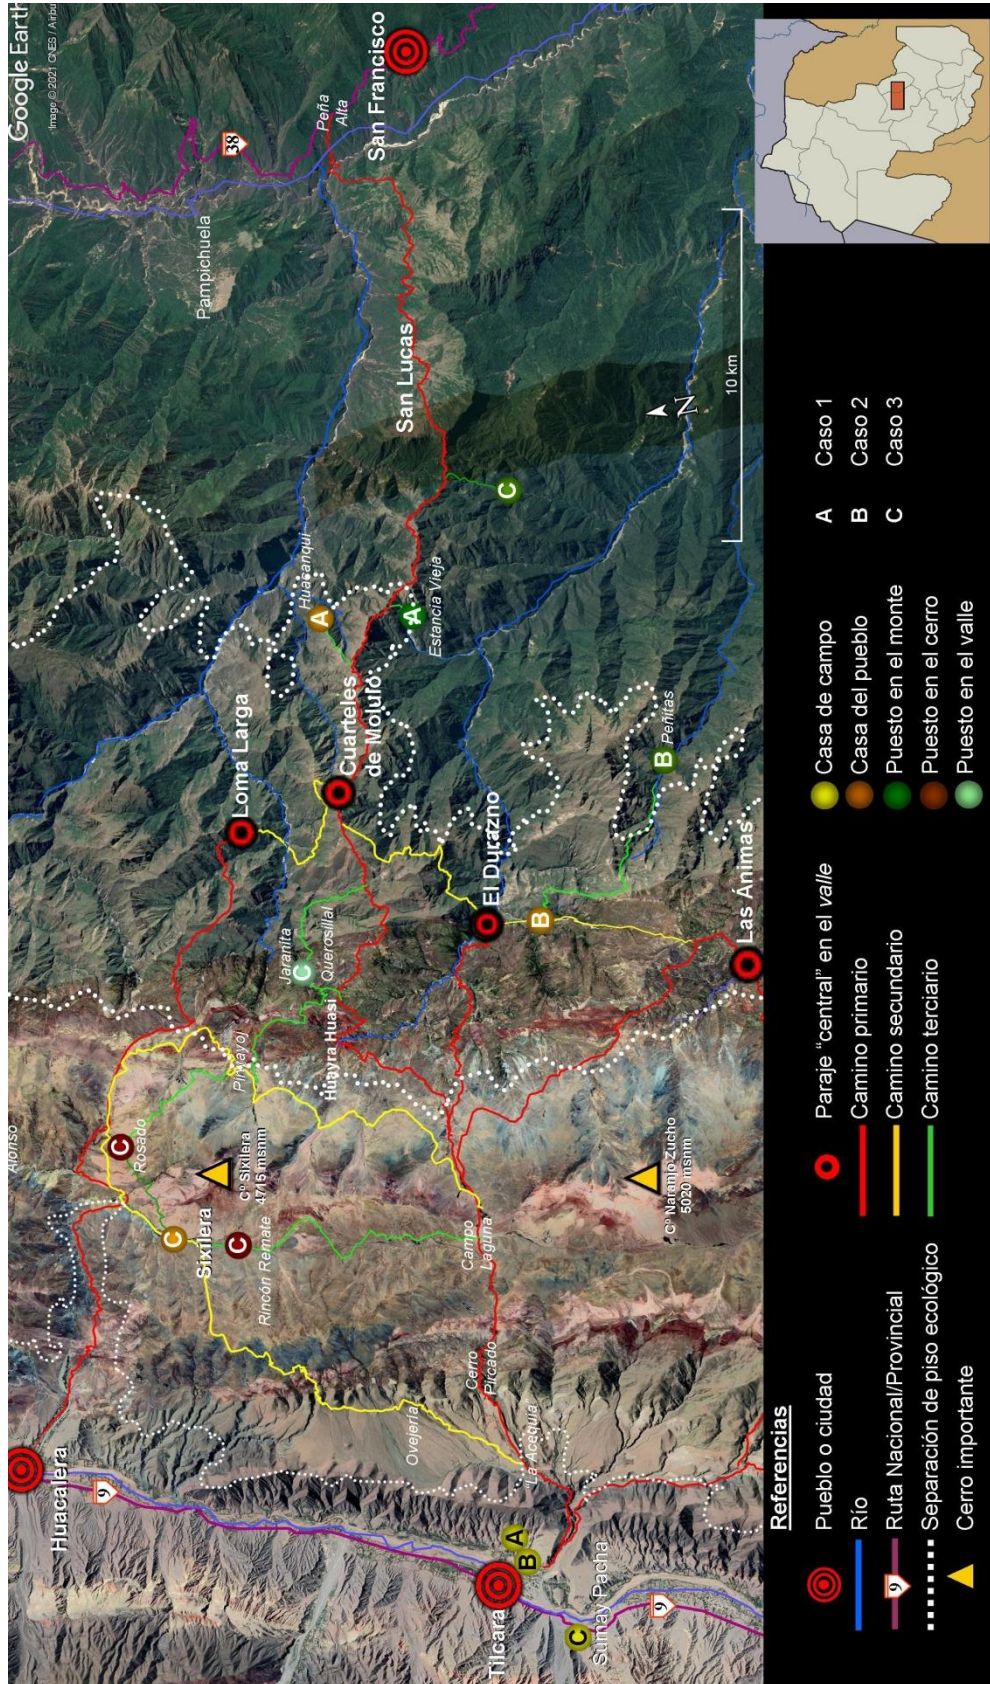 Google Earth
Image © 2021 CNES / Airbu
Alonso
Huacalera
9
Rosado
C
C
Sixilera
C
Rincón Remate
Cº Sixilera
4715 msnm
Loma Larga
Pampichuela
38
Peña
Alta
San Francisco
Jaranita
C
Querosillal
Huayra Huasi
Cuarteles
de Molulo
Huacanqui
A
A
Estancia Vieja
San Lucas
C
Ovejería
Cerro
Pircado
"La Acequia"
Campo
Laguna
El Durazno
B
Tilcara
A
B
C
Sumay Pacha
9
Cº Naranjo Zucho
5020 msnm
B
Peñitas
Las Ánimas
N
10 km
Referencias
Pueblo o ciudad
Río
9
Ruta Nacional/Provincial
Separación de piso ecológico
Cerro importante
Paraje "central" en el valle
Camino primario
Camino secundario
Camino terciario
Casa de campo
Casa del pueblo
Puesto en el monte
Puesto en el cerro
Puesto en el valle
A Caso 1
B Caso 2
C Caso 3